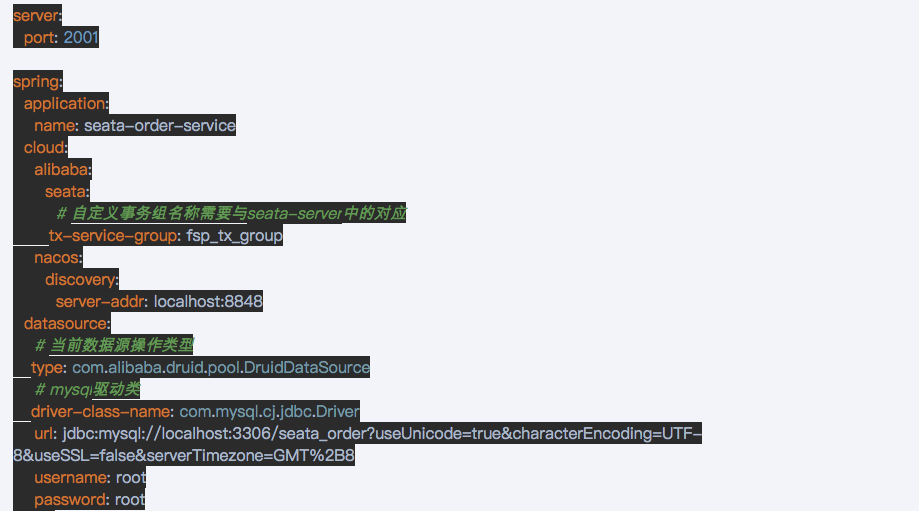 server:
port: 2001
spring:
application:
name: seata-order-service
cloud:
alibaba:
seata:
# 自定义事务组名称需要与seata-server中的对应
tx-service-group: fsp_tx_group
nacos:
discovery:
server-addr: localhost:8848
datasource:
# 当前数据源操作类型
type: com.alibaba.druid.pool.DruidDataSource
# mysql驱动类
driver-class-name: com.mysql.cj.jdbc.Driver
url: jdbc:mysql://localhost:3306/seata_order?useUnicode=true&characterEncoding=UTF-
8&useSSL=false&serverTimezone=GMT%2B8
username: root
password: root